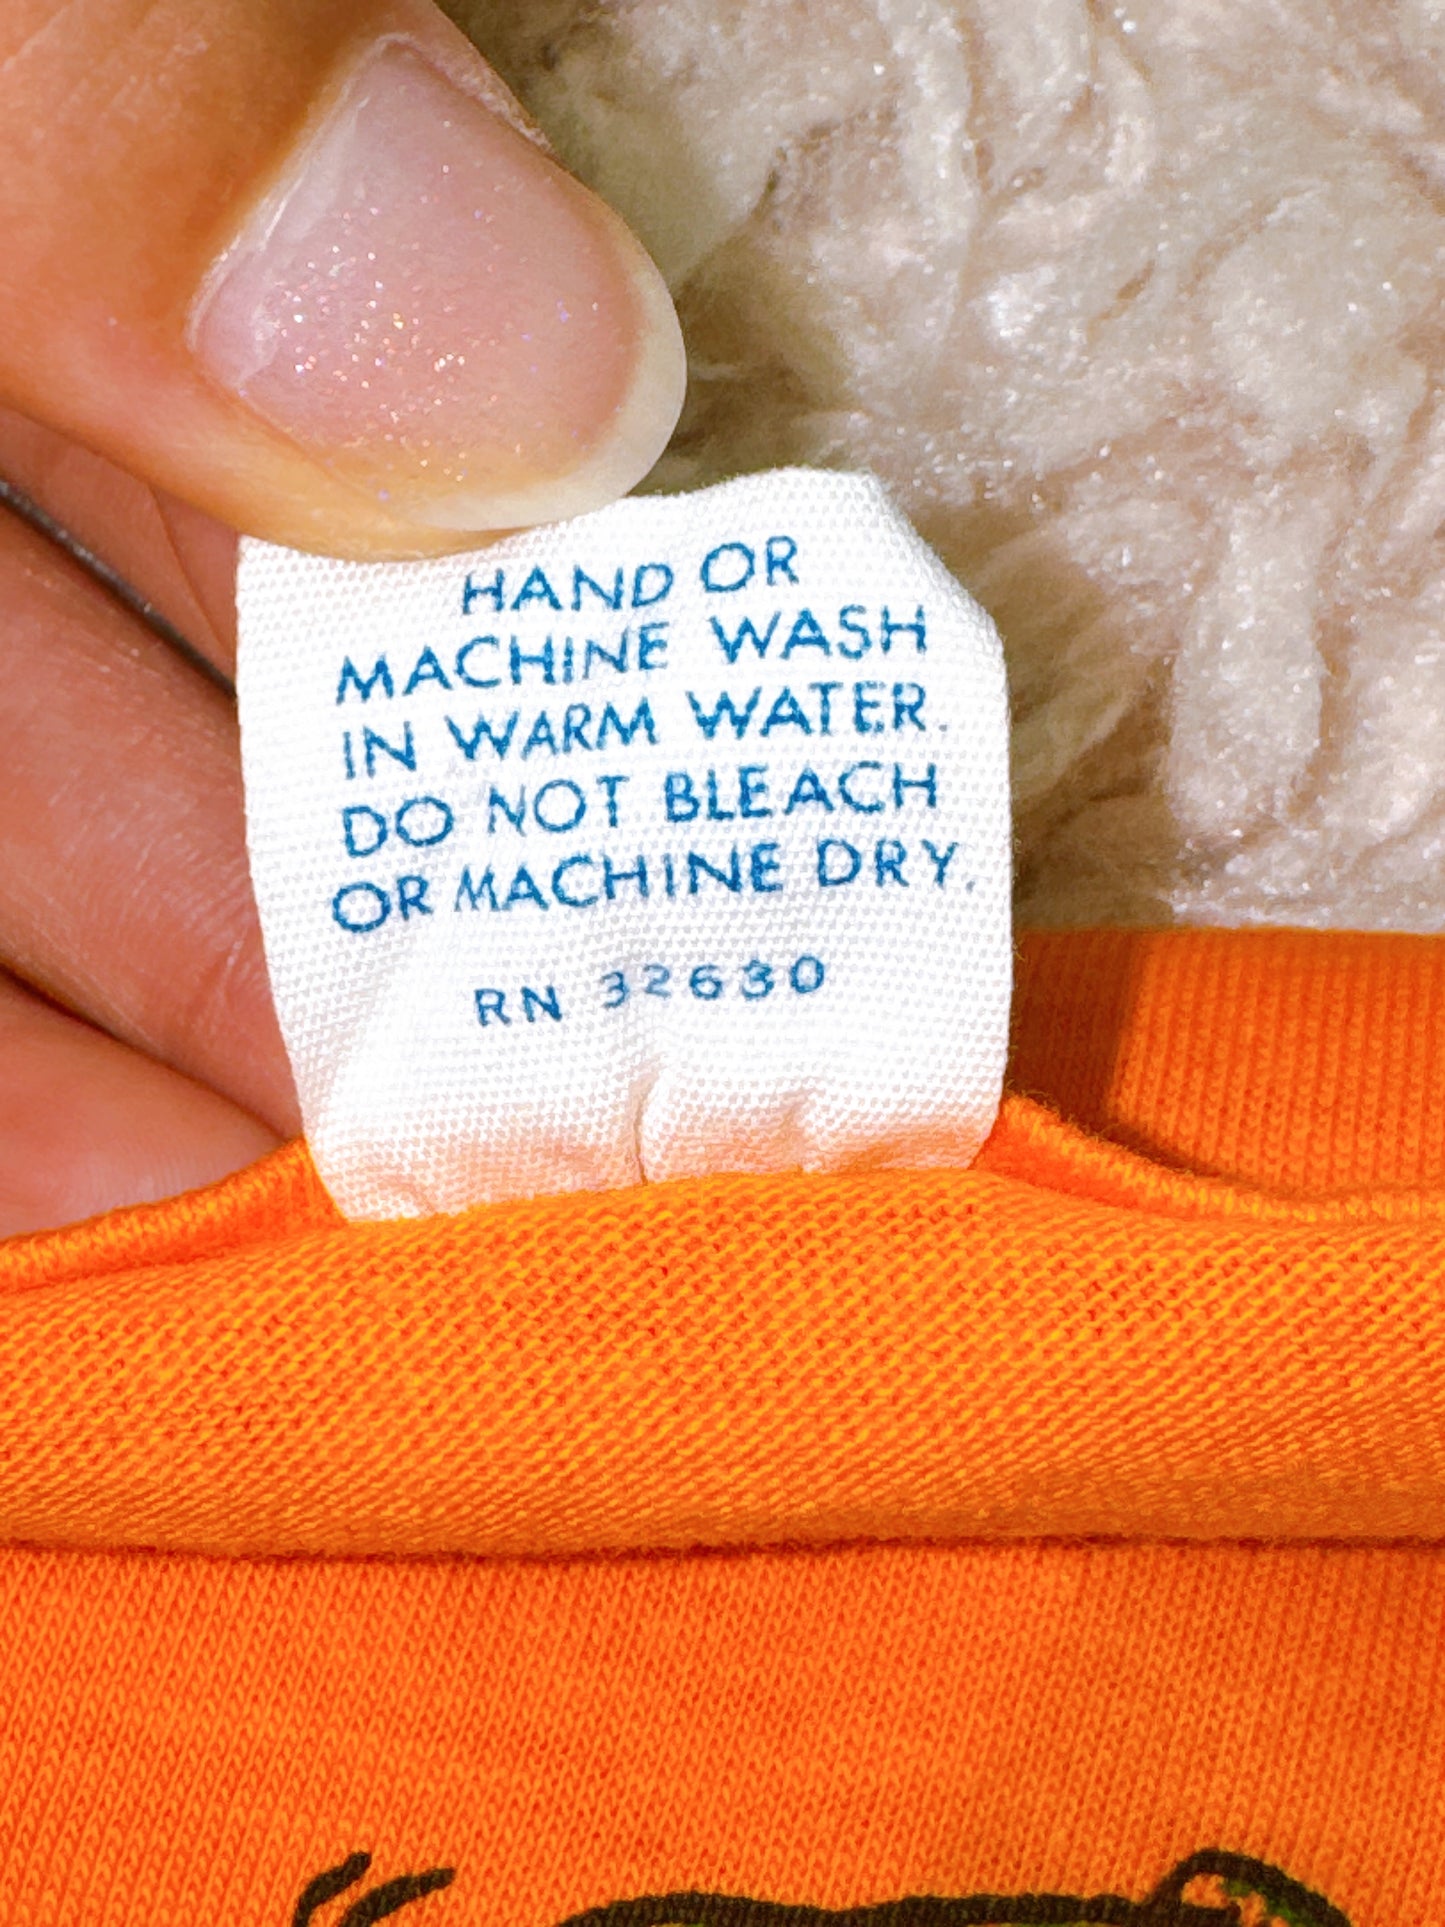 HAND OR
MACHINE WASH
IN WARM WATER.
DO NOT BLEACH
OR MACHINE DRY.
RN 32630